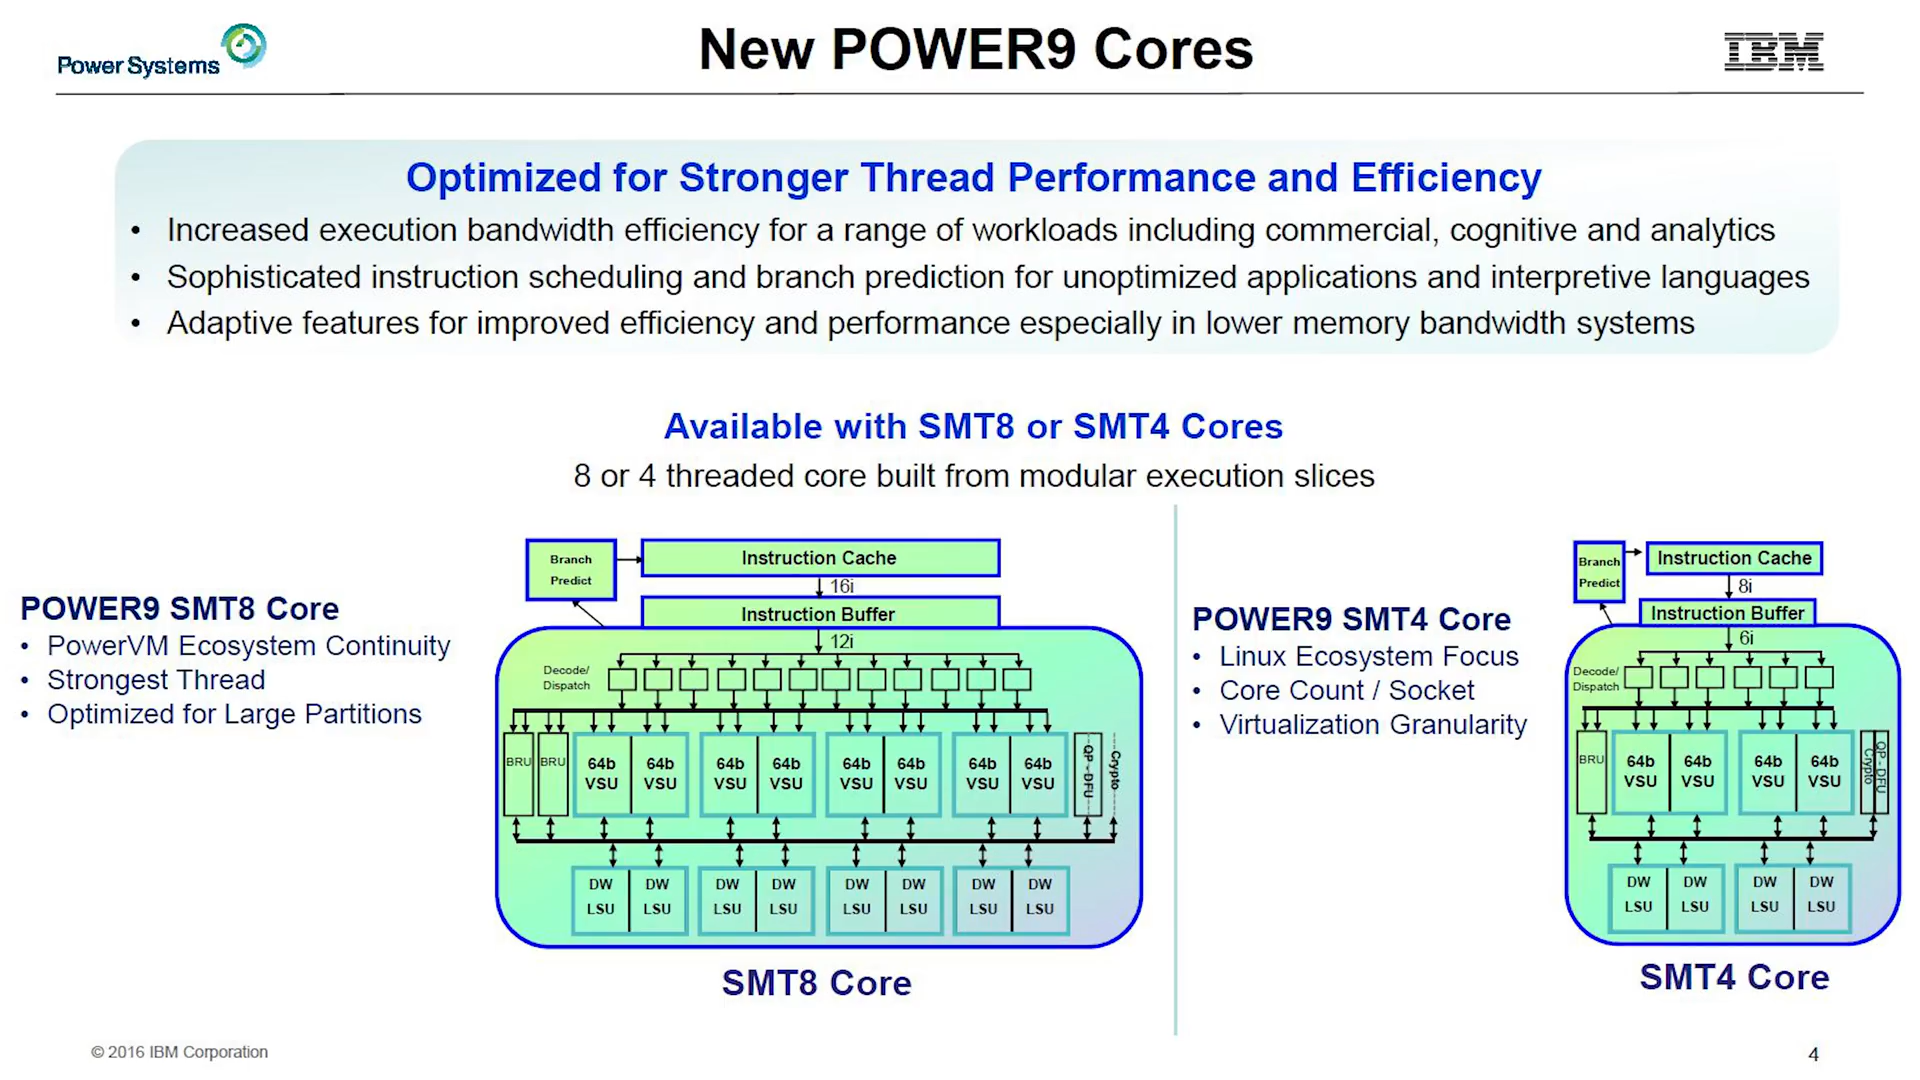 Power Systems
New POWER9 Cores
IBM
Optimized for Stronger Thread Performance and Efficiency
• Increased execution bandwidth efficiency for a range of workloads including commercial, cognitive and analytics
• Sophisticated instruction scheduling and branch prediction for unoptimized applications and interpretive languages
• Adaptive features for improved efficiency and performance especially in lower memory bandwidth systems
Available with SMT8 or SMT4 Cores
8 or 4 threaded core built from modular execution slices
POWER9 SMT8 Core
• PowerVM Ecosystem Continuity
• Strongest Thread
• Optimized for Large Partitions
Branch
Predict
Instruction Cache
16i
Instruction Buffer
12i
Decode/
Dispatch
BRU BRU
64b 64b 64b 64b 64b 64b 64b 64b
VSU VSU VSU VSU VSU VSU VSU VSU
QP - DFU
Crypto
DW DW DW DW DW DW DW DW
LSU LSU LSU LSU LSU LSU LSU LSU
SMT8 Core
POWER9 SMT4 Core
• Linux Ecosystem Focus
• Core Count / Socket
• Virtualization Granularity
Branch
Predict
Instruction Cache
8i
Instruction Buffer
6i
Decode/
Dispatch
BRU
64b 64b 64b 64b
VSU VSU VSU VSU
QP - DFU
Crypto
DW DW DW DW
LSU LSU LSU LSU
SMT4 Core
© 2016 IBM Corporation
4